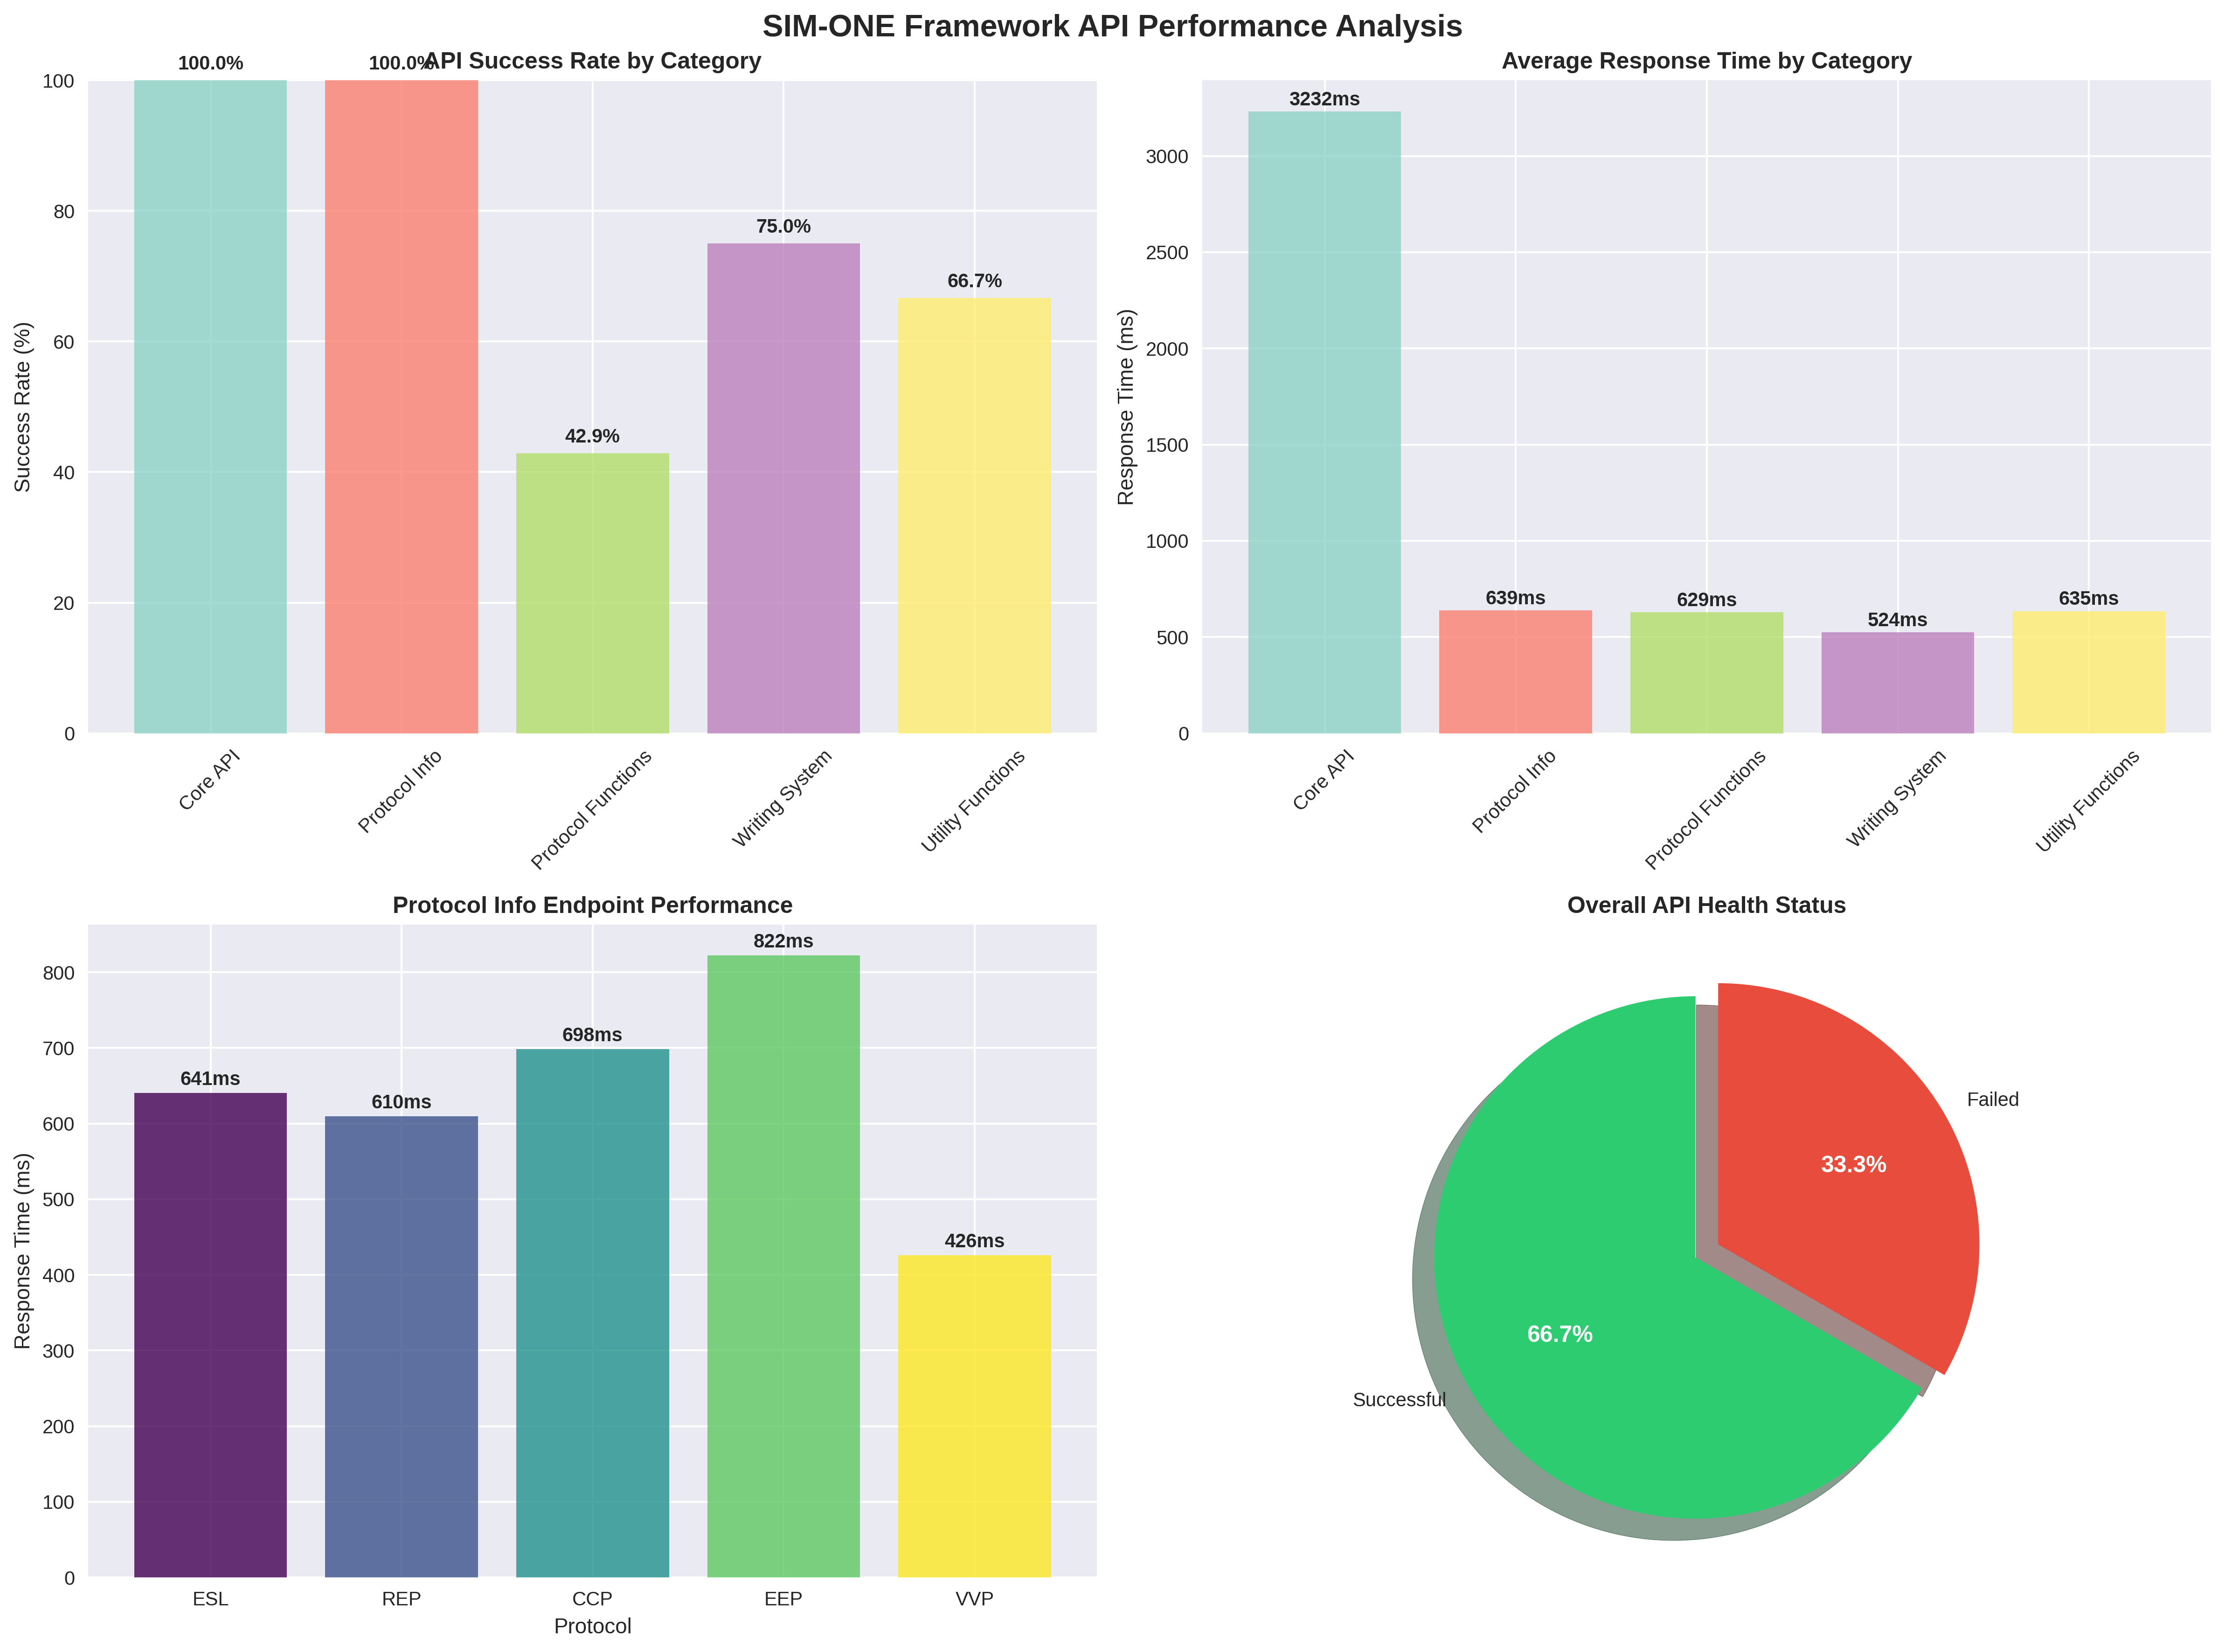 SIM-ONE Framework API Performance Analysis
API Success Rate by Category
100.0%
100.0%
42.9%
75.0%
66.7%
Success Rate (%)
100
80
60
40
20
0
Core API
Protocol Info
Protocol Functions
Writing System
Utility Functions
Average Response Time by Category
3232ms
639ms
629ms
524ms
635ms
Response Time (ms)
3000
2500
2000
1500
1000
500
0
Core API
Protocol Info
Protocol Functions
Writing System
Utility Functions
Protocol Info Endpoint Performance
641ms
610ms
698ms
822ms
426ms
Response Time (ms)
800
700
600
500
400
300
200
100
0
ESL
REP
CCP
EEP
VVP
Protocol
Overall API Health Status
Failed
33.3%
66.7%
Successful